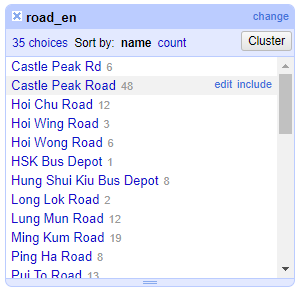 road_en change
35 choices Sort by: name count Cluster
Castle Peak Rd 6
Castle Peak Road 48 edit include
Hoi Chu Road 12
Hoi Wing Road 3
Hoi Wong Road 6
HSK Bus Depot 1
Hung Shui Kiu Bus Depot 8
Long Lok Road 2
Lung Mun Road 12
Ming Kum Road 19
Ping Ha Road 8
Pui To Road 13